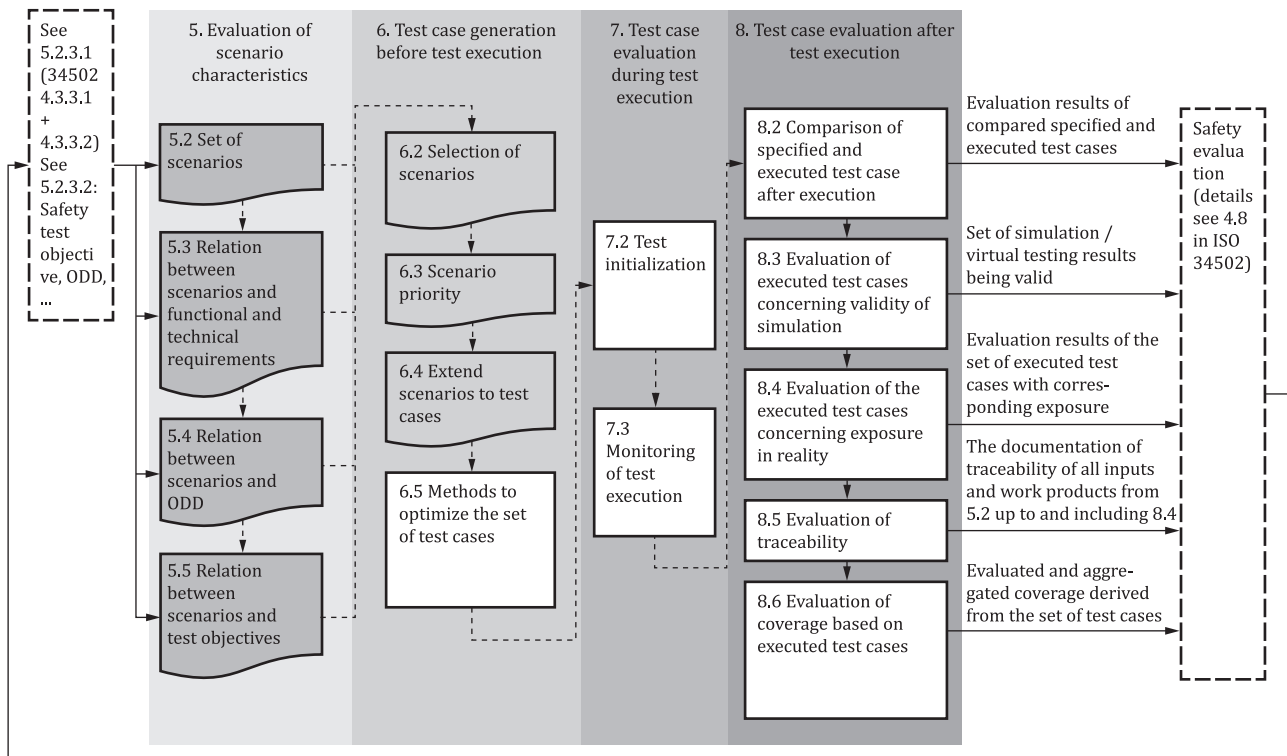 See
5.2.3.1
(34502
4.3.3.1
+
4.3.3.2)
See
5.2.3.2:
Safety
test
objecti
ve, ODD,
...
5. Evaluation of
scenario
characteristics
5.2 Set of
scenarios
5.3 Relation
between
scenarios and
functional and
technical
requirements
5.4 Relation
between
scenarios and
ODD
5.5 Relation
between
scenarios and
test objectives
6. Test case generation
before test execution
6.2 Selection of
scenarios
6.3 Scenario
priority
6.4 Extend
scenarios to test
cases
6.5 Methods to
optimize the set
of test cases
7. Test case
evaluation
during test
execution
7.2 Test
initialization
7.3
Monitoring
of test
execution
8. Test case evaluation after
test execution
8.2 Comparison of
specified and
executed test case
after execution
8.3 Evaluation of
executed test cases
concerning validity of
simulation
8.4 Evaluation of the
executed test cases
concerning exposure
in reality
8.5 Evaluation of
traceability
8.6 Evaluation of
coverage based on
executed test cases
Evaluation results of
compared specified and
executed test cases
Set of simulation /
virtual testing results
being valid
Evaluation results of the
set of executed test
cases with corres-
ponding exposure
The documentation of
traceability of all inputs
and work products from
5.2 up to and including 8.4
Evaluated and aggre-
gated coverage derived
from the set of test cases
Safety
evalua
tion
(details
see 4.8
in ISO
34502)